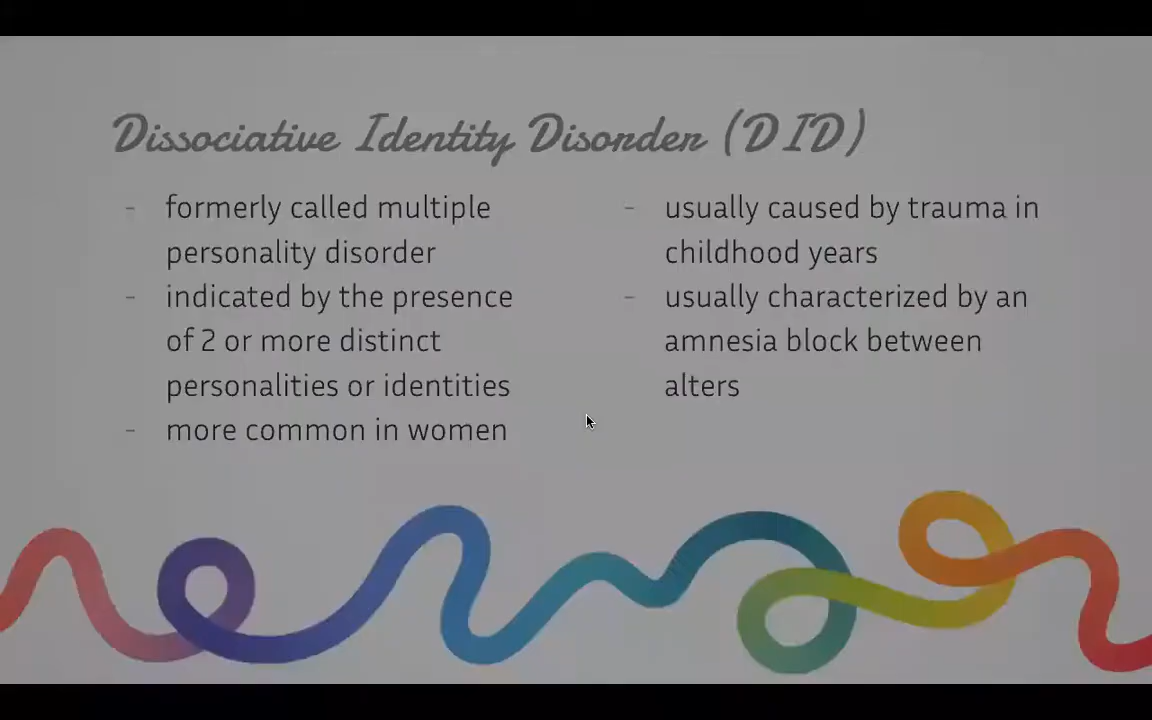 Dissociative Identity Disorder (DID)
- formerly called multiple
personality disorder
- indicated by the presence
of 2 or more distinct
personalities or identities
- more common in women
- usually caused by trauma in
childhood years
- usually characterized by an
amnesia block between
alters